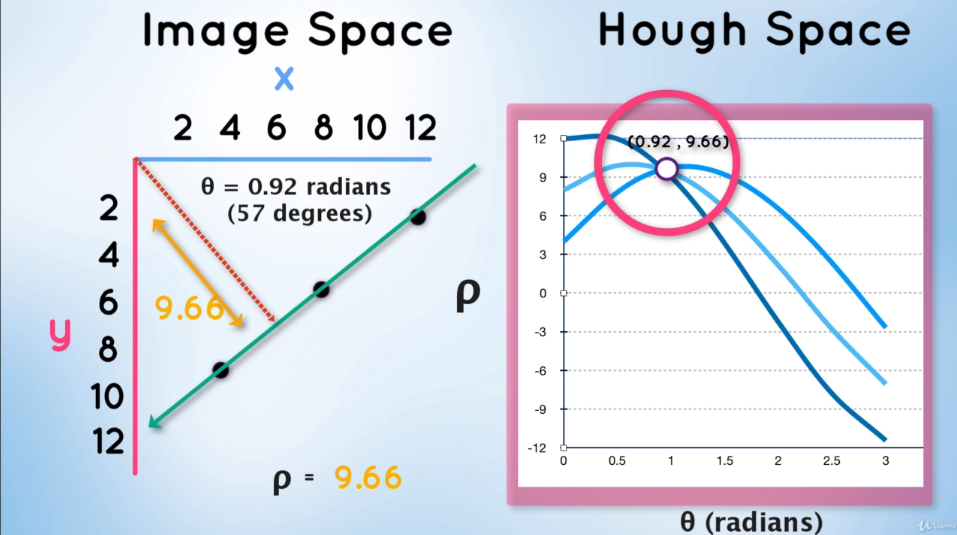 Image Space
x
2 4 6 8 10 12
θ = 0.92 radians
(57 degrees)
2
4
6
8
10
12
y
9.66
ρ
ρ = 9.66
Hough Space
(0.92 , 9.66)
12
9
6
3
0
-3
-6
-9
-12
0 0.5 1 1.5 2 2.5 3
θ (radians)
Udemy